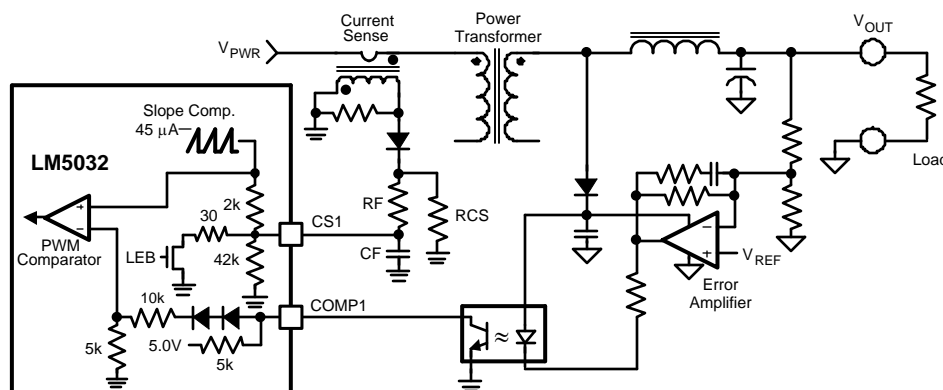 Current
Sense
Power
Transformer
V_PWR
V_OUT
Load
Slope Comp.
45 µA
LM5032
PWM
Comparator
2k
30
LEB
42k
CS1
RF
RCS
CF
10k
5.0V
5k
5k
COMP1
≈
+
−
−
+
V_REF
Error
Amplifier